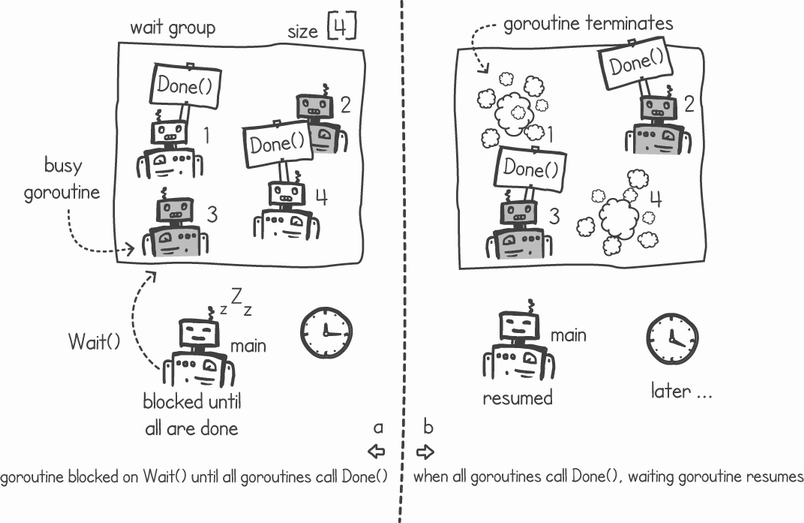 wait group
size [4]
Done()
1
2
Done()
4
busy
goroutine
3
Wait()
z Z z
main
blocked until
all are done
a
goroutine blocked on Wait() until all goroutines call Done()
goroutine terminates
Done()
2
1
Done()
3
4
main
resumed
later ...
b
when all goroutines call Done(), waiting goroutine resumes